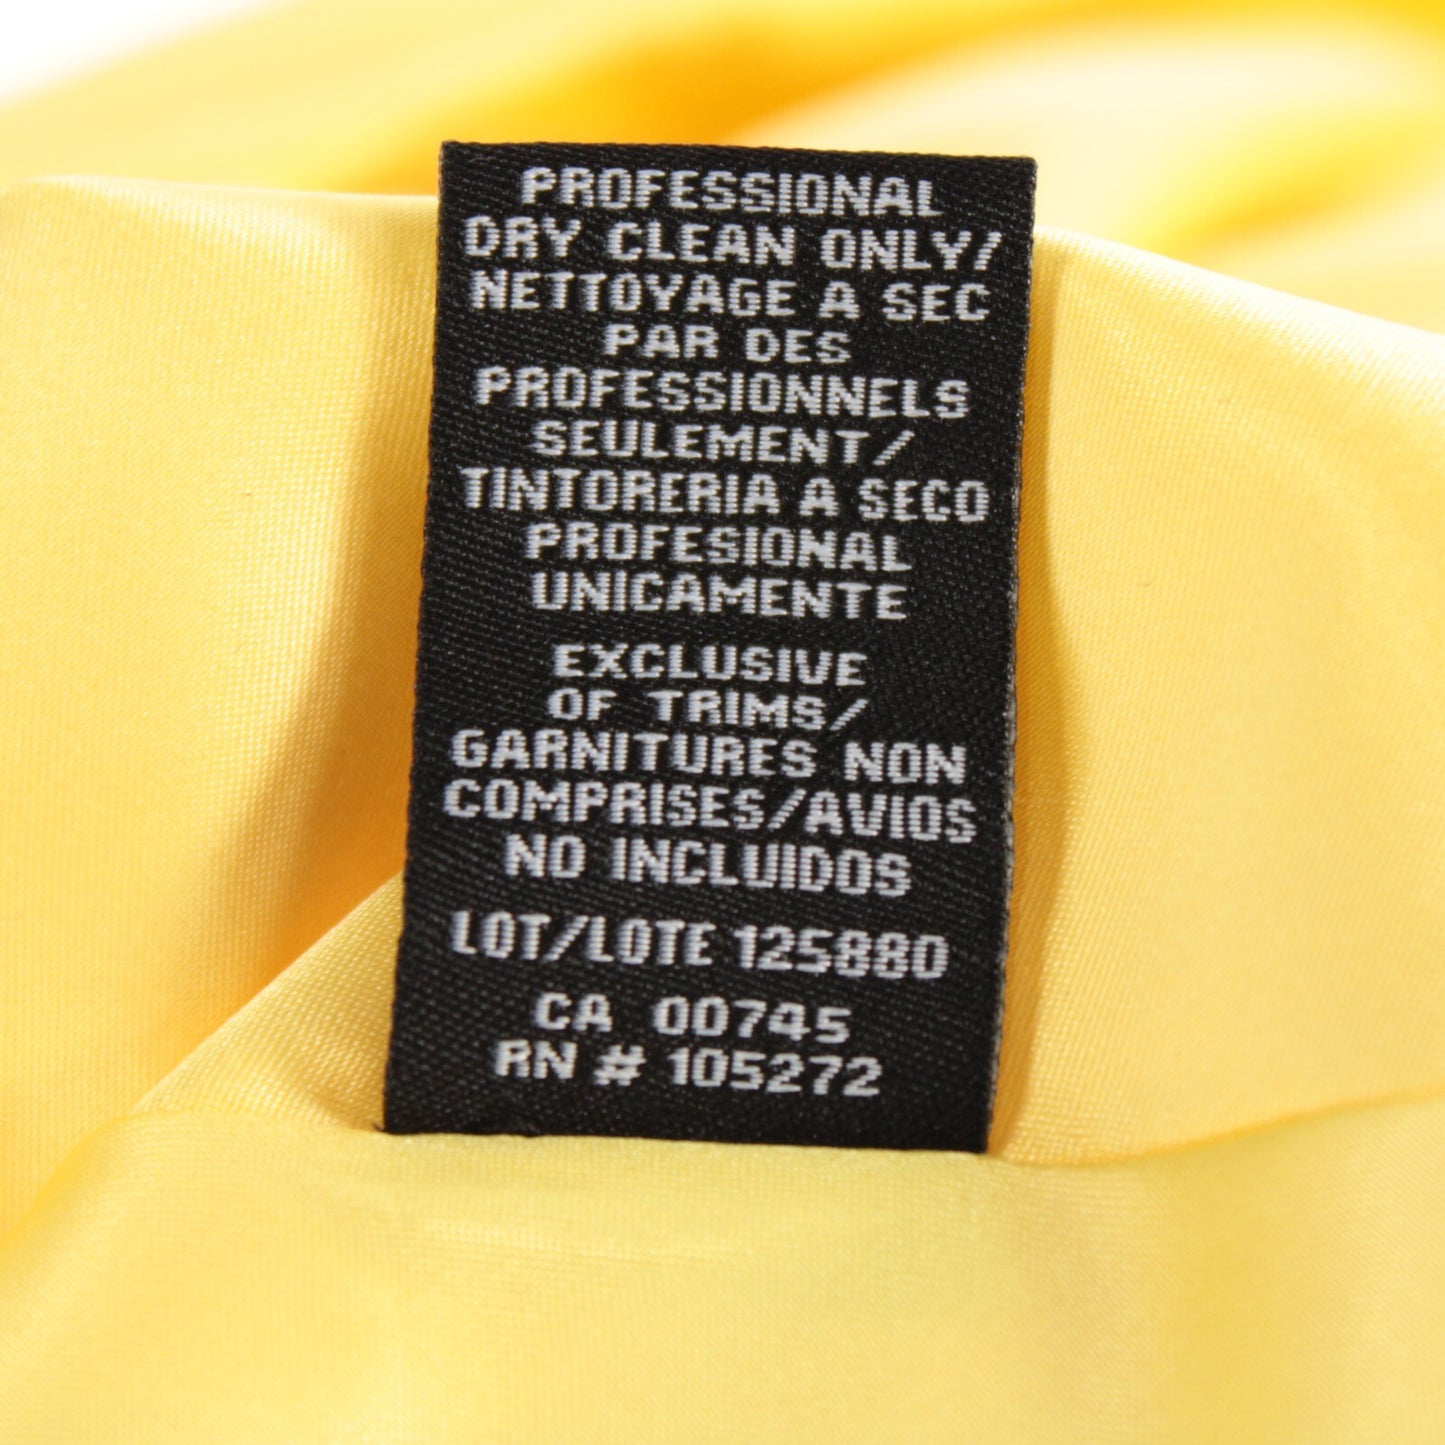 PROFESSIONAL
DRY CLEAN ONLY/
NETTOYAGE A SEC
PAR DES
PROFESSIONNELS
SEULEMENT/
TINTORERIA A SECO
PROFESIONAL
UNICAMENTE
EXCLUSIVE
OF TRIMS/
GARNITURES NON
COMPRISES/AVIOS
NO INCLUIDOS
LOT/LOTE 125880
CA 00745
RN # 105272